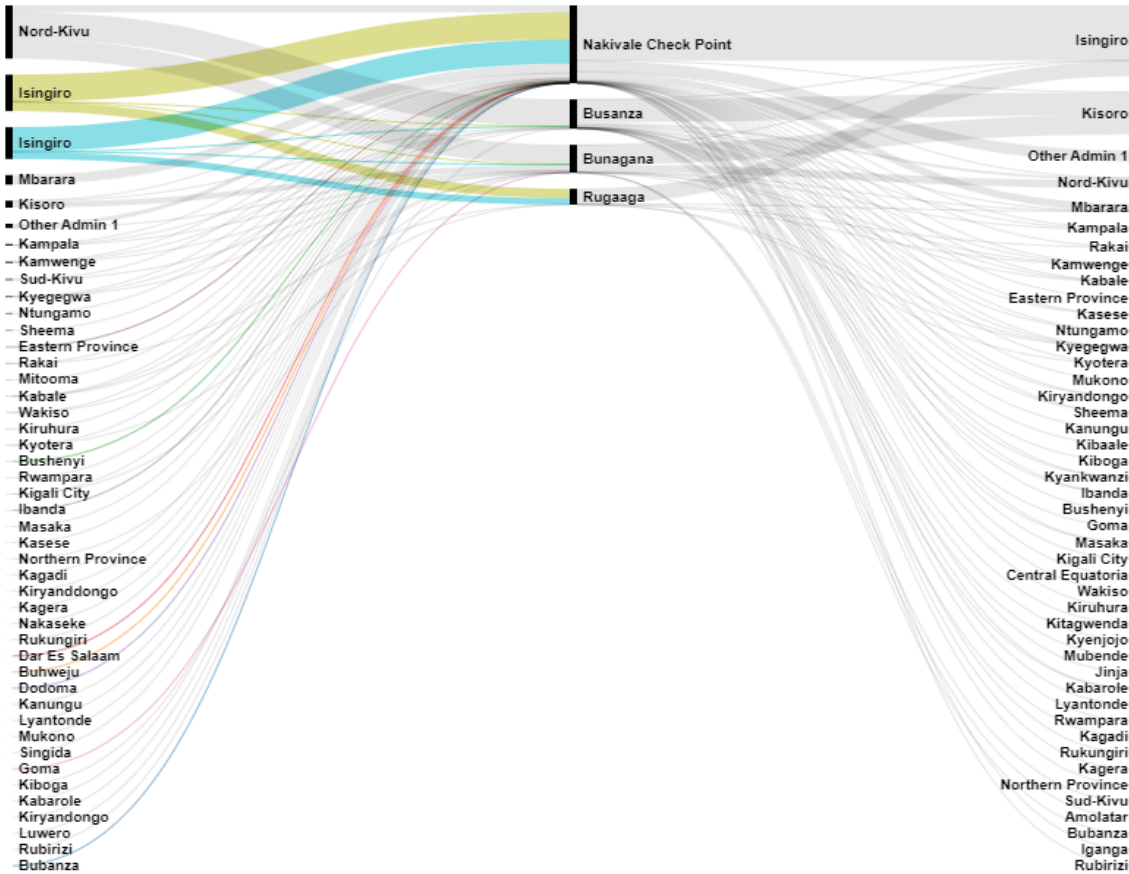 Nord-Kivu
Isingiro
Isingiro
Mbarara
Kisoro
Other Admin 1
Kampala
Kamwenge
Sud-Kivu
Kyegegwa
Ntungamo
Sheema
Eastern Province
Rakai
Mitooma
Kabale
Wakiso
Kiruhura
Kyotera
Bushenyi
Rwampara
Kigali City
Ibanda
Masaka
Kasese
Northern Province
Kagadi
Kiryanddongo
Kagera
Nakaseke
Rukungiri
Dar Es Salaam
Buhweju
Dodoma
Kanungu
Lyantonde
Mukono
Singida
Goma
Kiboga
Kabarole
Kiryandongo
Luwero
Rubirizi
Bubanza
Nakivale Check Point
Busanza
Bunagana
Rugaaga
Isingiro
Kisoro
Other Admin 1
Nord-Kivu
Mbarara
Kampala
Rakai
Kamwenge
Kabale
Eastern Province
Kasese
Ntungamo
Kyegegwa
Kyotera
Mukono
Kiryandongo
Sheema
Kanungu
Kibaale
Kiboga
Kyankwanzi
Ibanda
Bushenyi
Goma
Masaka
Kigali City
Central Equatoria
Wakiso
Kiruhura
Kitagwenda
Kyenjojo
Mubende
Jinja
Kabarole
Lyantonde
Rwampara
Kagadi
Rukungiri
Kagera
Northern Province
Sud-Kivu
Amolatar
Bubanza
Iganga
Rubirizi